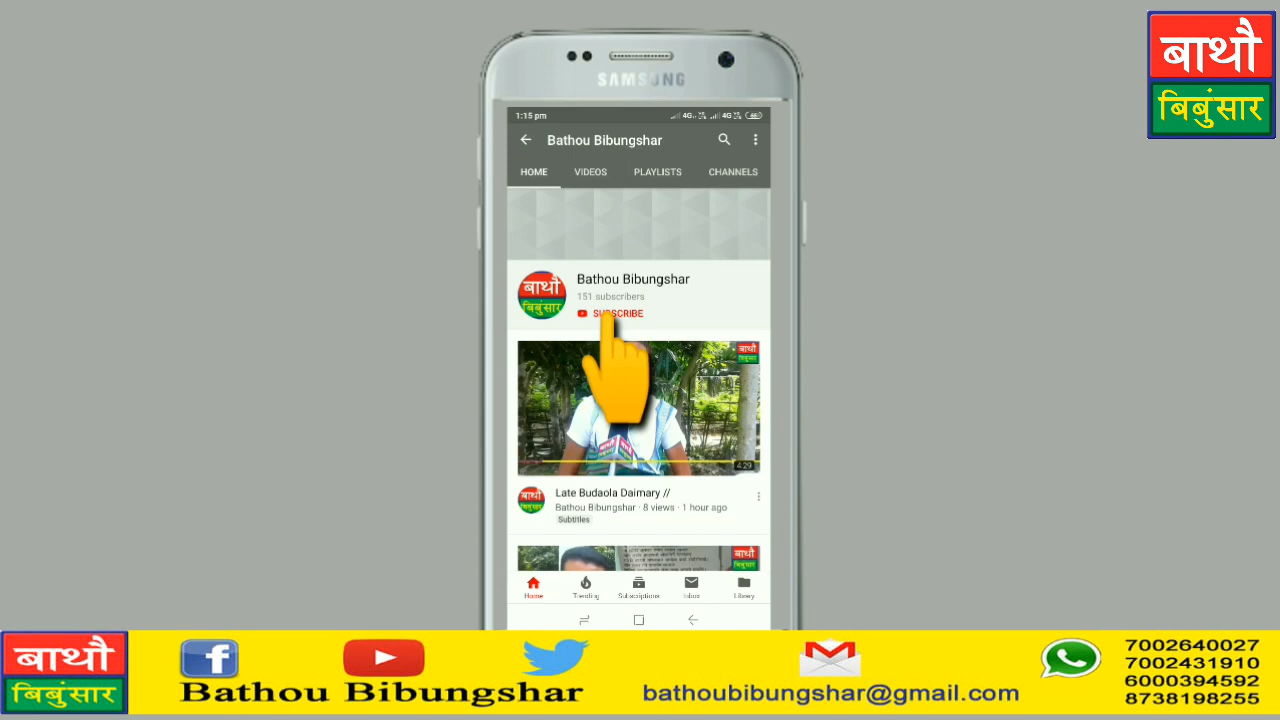 बाथौ
बिबुंसार
SAMSUNG
1:15 pm
4G
4G
Bathou Bibungshar
HOME VIDEOS PLAYLISTS CHANNELS
बाथौ
बिबुंसार
Bathou Bibungshar
151 subscribers
SUBSCRIBE
बाथौ
बिबुंसार
बाथौ
4:29
बाथौ
बिबुंसार
Late Budaola Daimary //
Bathou Bibungshar · 8 views · 1 hour ago
Subtitles
बाथौ
Home Trending Subscriptions Inbox Library
बाथौ
बिबुंसार
f
Bathou Bibungshar
bathoubibungshar@gmail.com
7002640027
7002431910
6000394592
8738198255